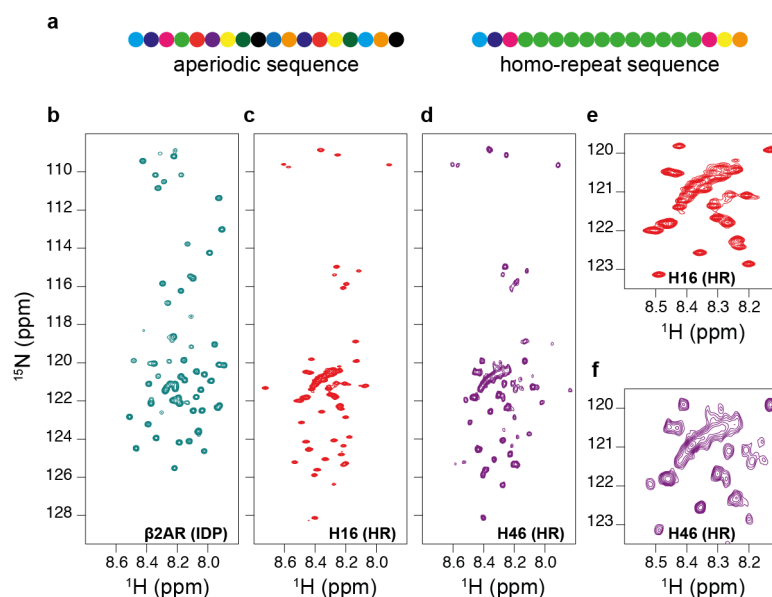 a
aperiodic sequence
homo-repeat sequence
b
c
d
e
110
112
114
116
118
120
122
124
126
128
¹⁵N (ppm)
β2AR (IDP)
H16 (HR)
H46 (HR)
8.6 8.4 8.2 8.0
8.6 8.4 8.2 8.0
8.6 8.4 8.2 8.0
¹H (ppm)
¹H (ppm)
¹H (ppm)
120
121
122
123
H16 (HR)
8.5 8.4 8.3 8.2
¹H (ppm)
f
120
121
122
123
H46 (HR)
8.5 8.4 8.3 8.2
¹H (ppm)